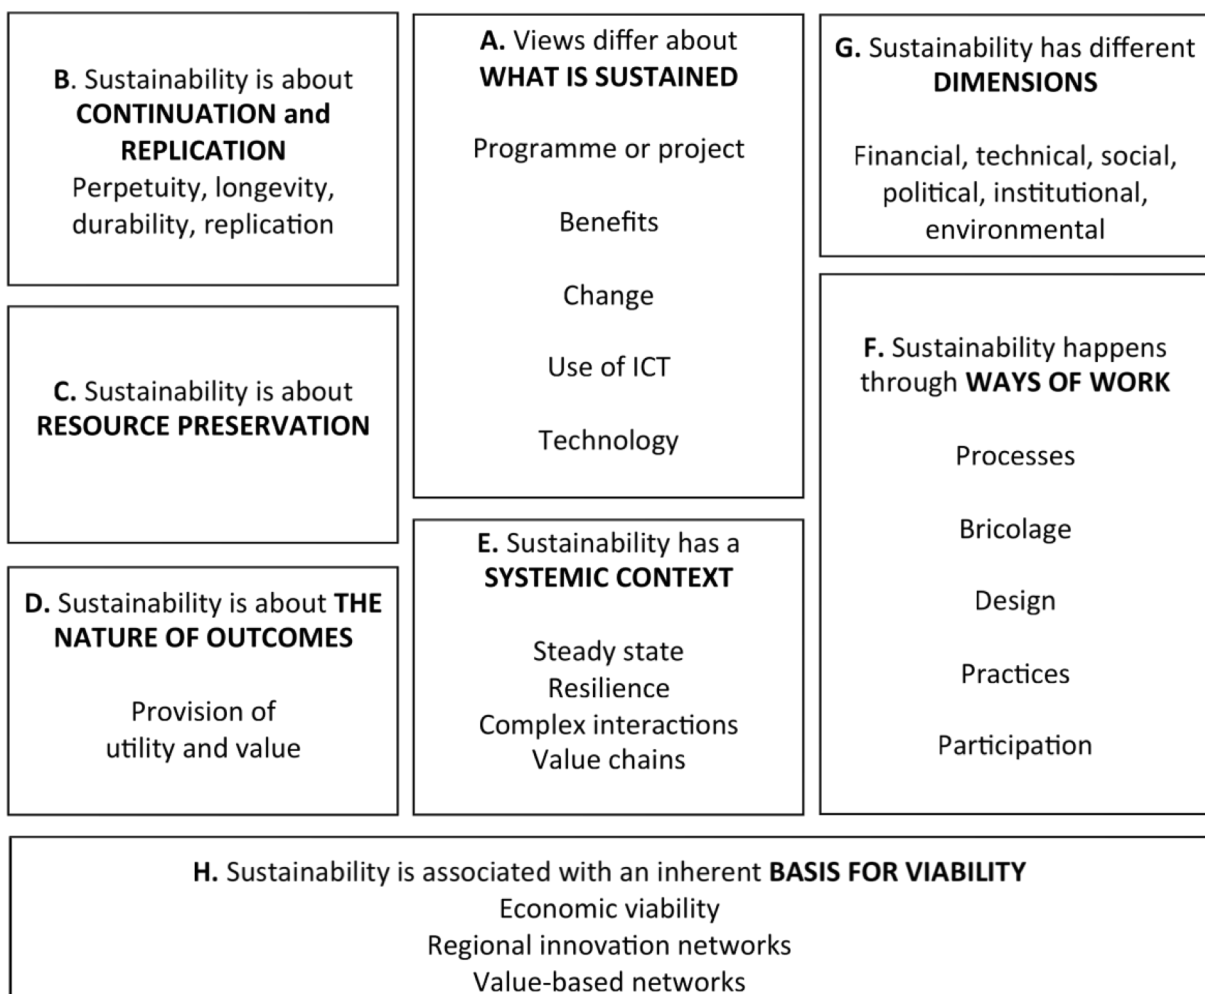 B. Sustainability is about
CONTINUATION and
REPLICATION
Perpetuity, longevity,
durability, replication
C. Sustainability is about
RESOURCE PRESERVATION
D. Sustainability is about THE
NATURE OF OUTCOMES
Provision of
utility and value
A. Views differ about
WHAT IS SUSTAINED
Programme or project
Benefits
Change
Use of ICT
Technology
E. Sustainability has a
SYSTEMIC CONTEXT
Steady state
Resilience
Complex interactions
Value chains
G. Sustainability has different
DIMENSIONS
Financial, technical, social,
political, institutional,
environmental
F. Sustainability happens
through WAYS OF WORK
Processes
Bricolage
Design
Practices
Participation
H. Sustainability is associated with an inherent BASIS FOR VIABILITY
Economic viability
Regional innovation networks
Value-based networks